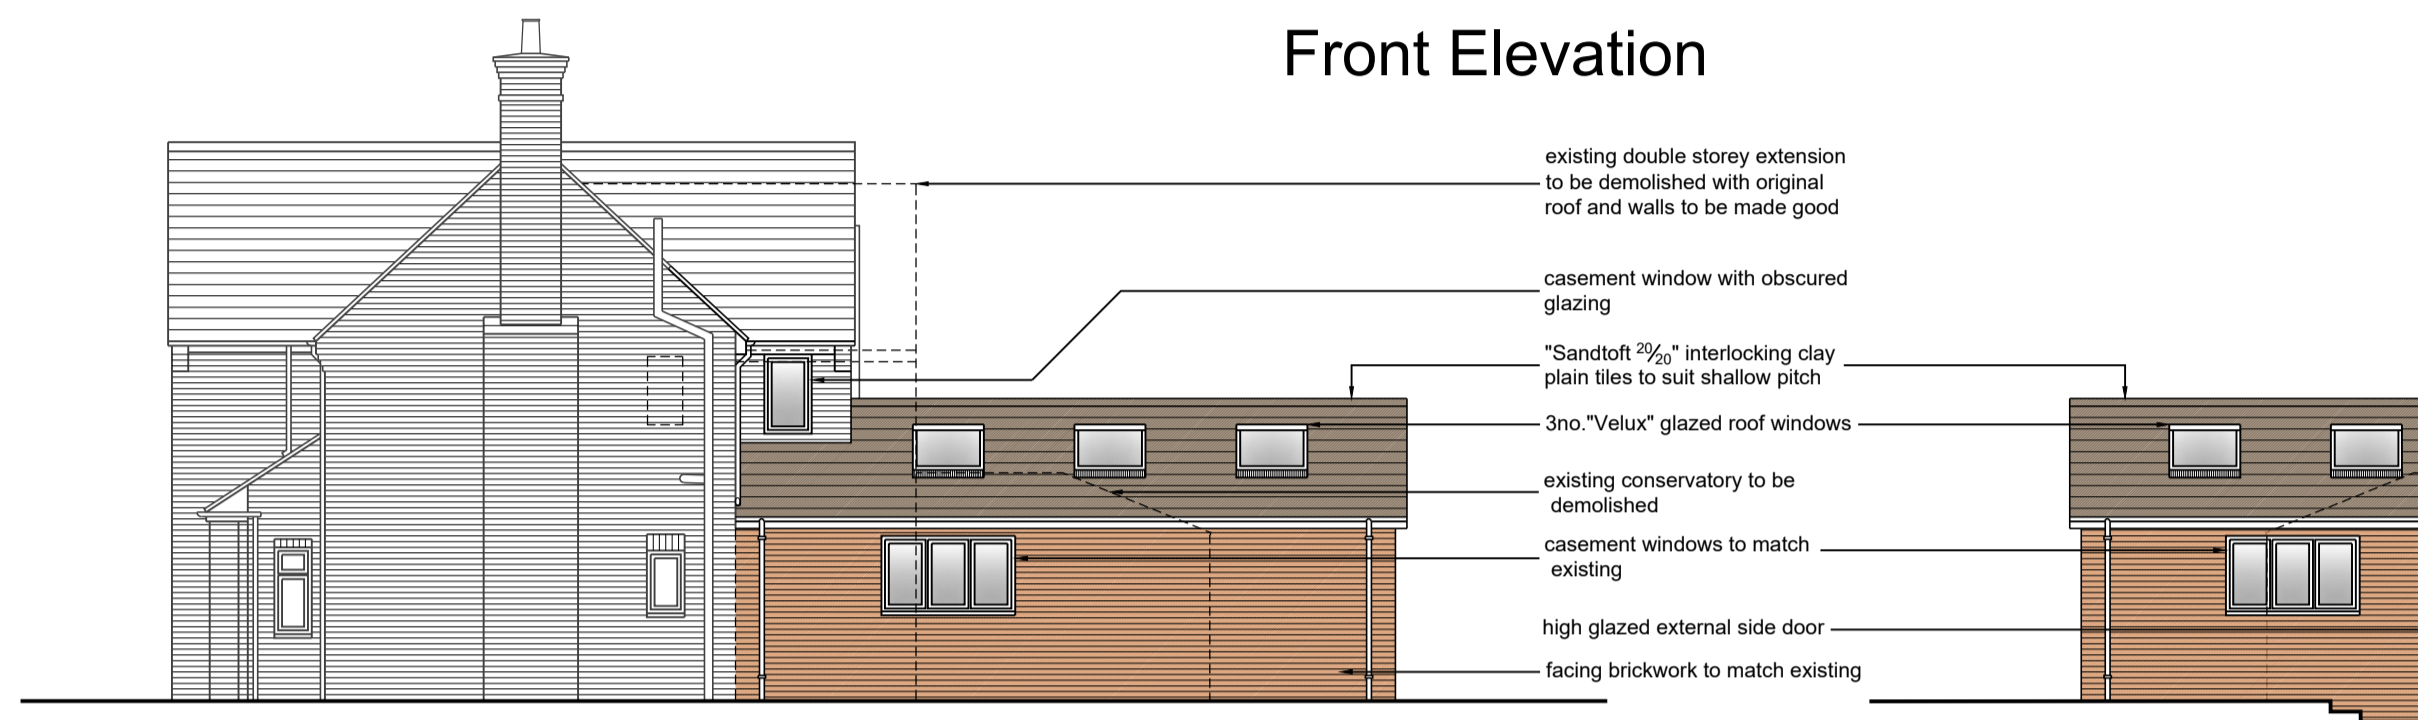 Front Elevation
existing double storey extension
to be demolished with original
roof and walls to be made good
casement window with obscured
glazing
"Sandtoft 20/20" interlocking clay
plain tiles to suit shallow pitch
3no."Velux" glazed roof windows
existing conservatory to be
demolished
casement windows to match
existing
high glazed external side door
facing brickwork to match existing